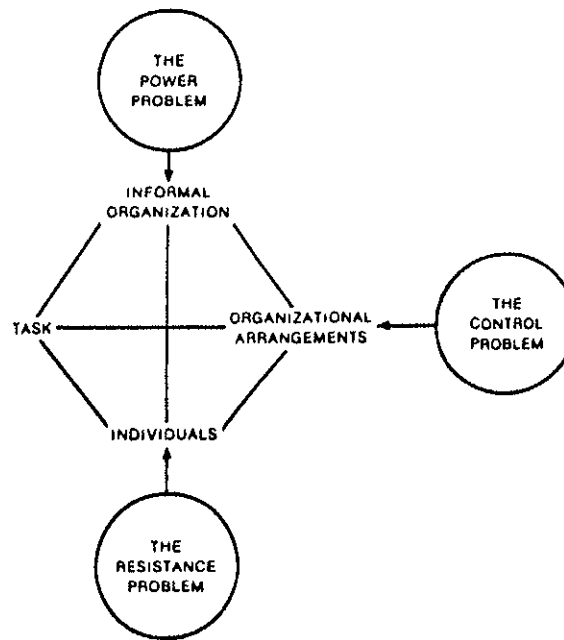 THE
POWER
PROBLEM
INFORMAL
ORGANIZATION
TASK
ORGANIZATIONAL
ARRANGEMENTS
THE
CONTROL
PROBLEM
INDIVIDUALS
THE
RESISTANCE
PROBLEM